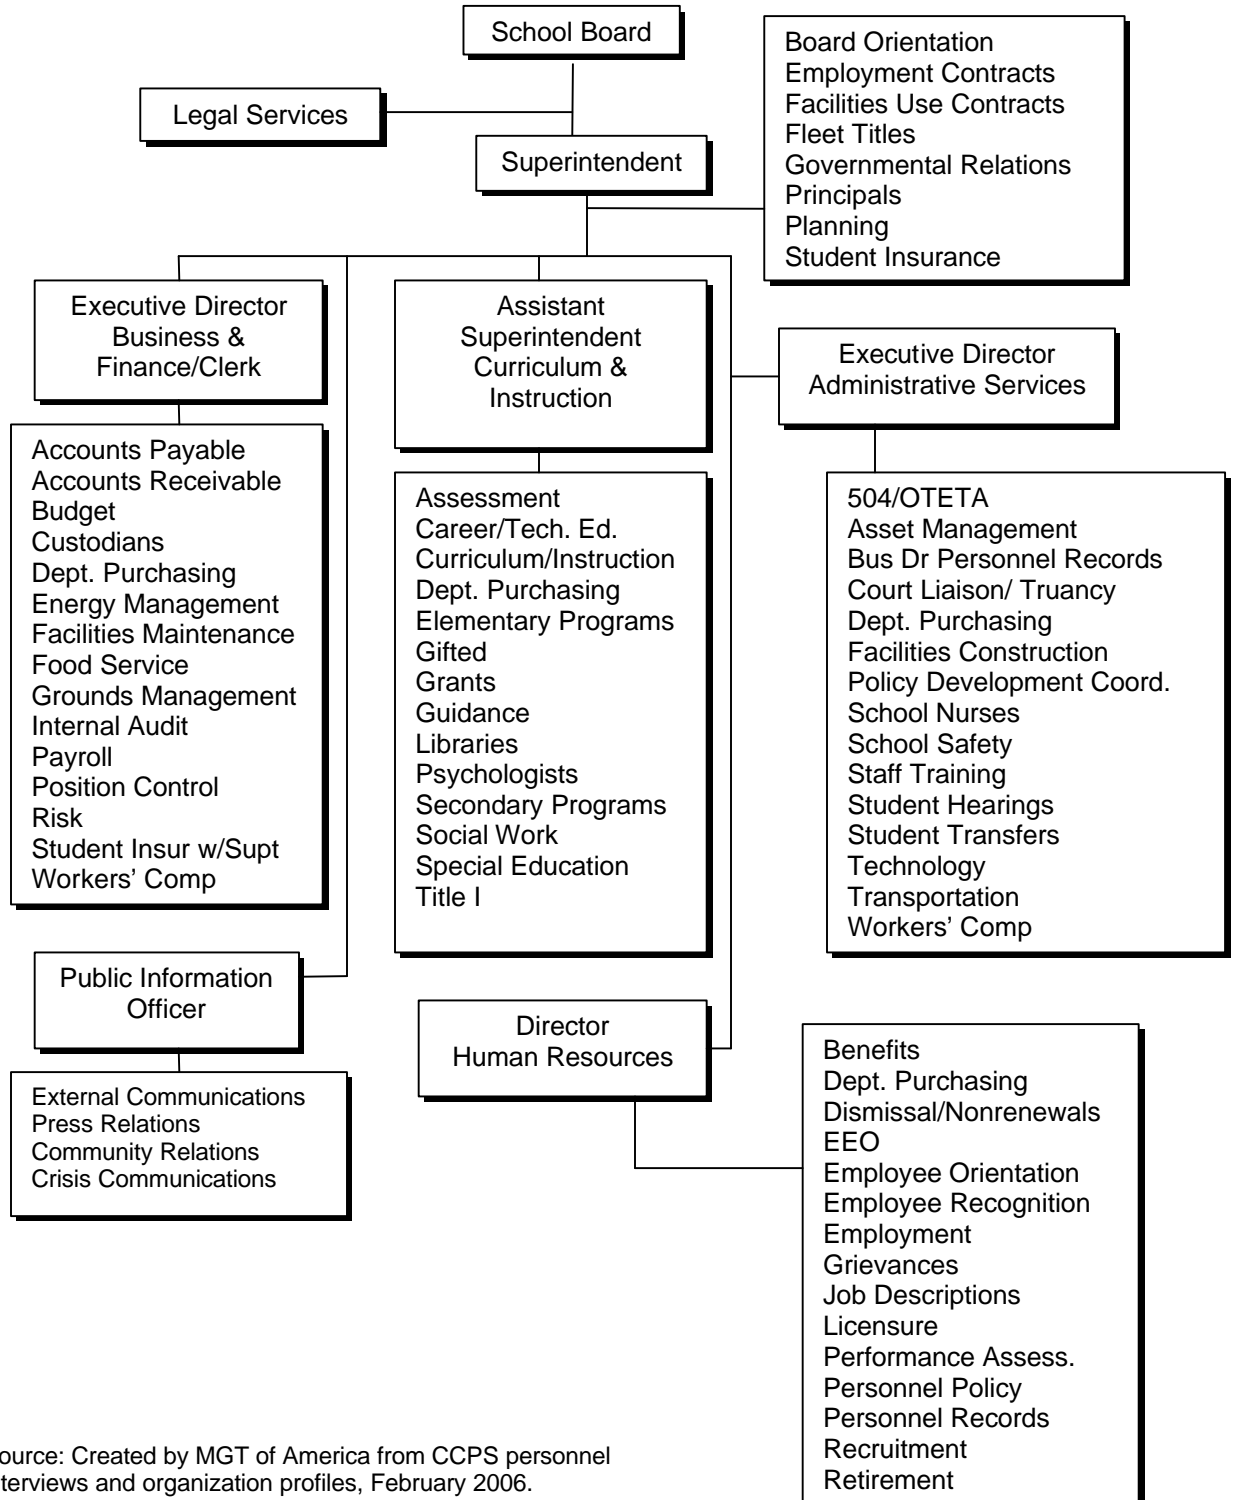 School Board
Board Orientation
Employment Contracts
Facilities Use Contracts
Fleet Titles
Governmental Relations
Principals
Planning
Student Insurance
Legal Services
Superintendent
Executive Director
Business &
Finance/Clerk
Assistant
Superintendent
Curriculum &
Instruction
Executive Director
Administrative Services
Accounts Payable
Accounts Receivable
Budget
Custodians
Dept. Purchasing
Energy Management
Facilities Maintenance
Food Service
Grounds Management
Internal Audit
Payroll
Position Control
Risk
Student Insur w/Supt
Workers’ Comp
Assessment
Career/Tech. Ed.
Curriculum/Instruction
Dept. Purchasing
Elementary Programs
Gifted
Grants
Guidance
Libraries
Psychologists
Secondary Programs
Social Work
Special Education
Title I
504/OTETA
Asset Management
Bus Dr Personnel Records
Court Liaison/ Truancy
Dept. Purchasing
Facilities Construction
Policy Development Coord.
School Nurses
School Safety
Staff Training
Student Hearings
Student Transfers
Technology
Transportation
Workers’ Comp
Public Information
Officer
External Communications
Press Relations
Community Relations
Crisis Communications
Director
Human Resources
Benefits
Dept. Purchasing
Dismissal/Nonrenewals
EEO
Employee Orientation
Employee Recognition
Employment
Grievances
Job Descriptions
Licensure
Performance Assess.
Personnel Policy
Personnel Records
Recruitment
Retirement
ource: Created by MGT of America from CCPS personnel
terviews and organization profiles, February 2006.